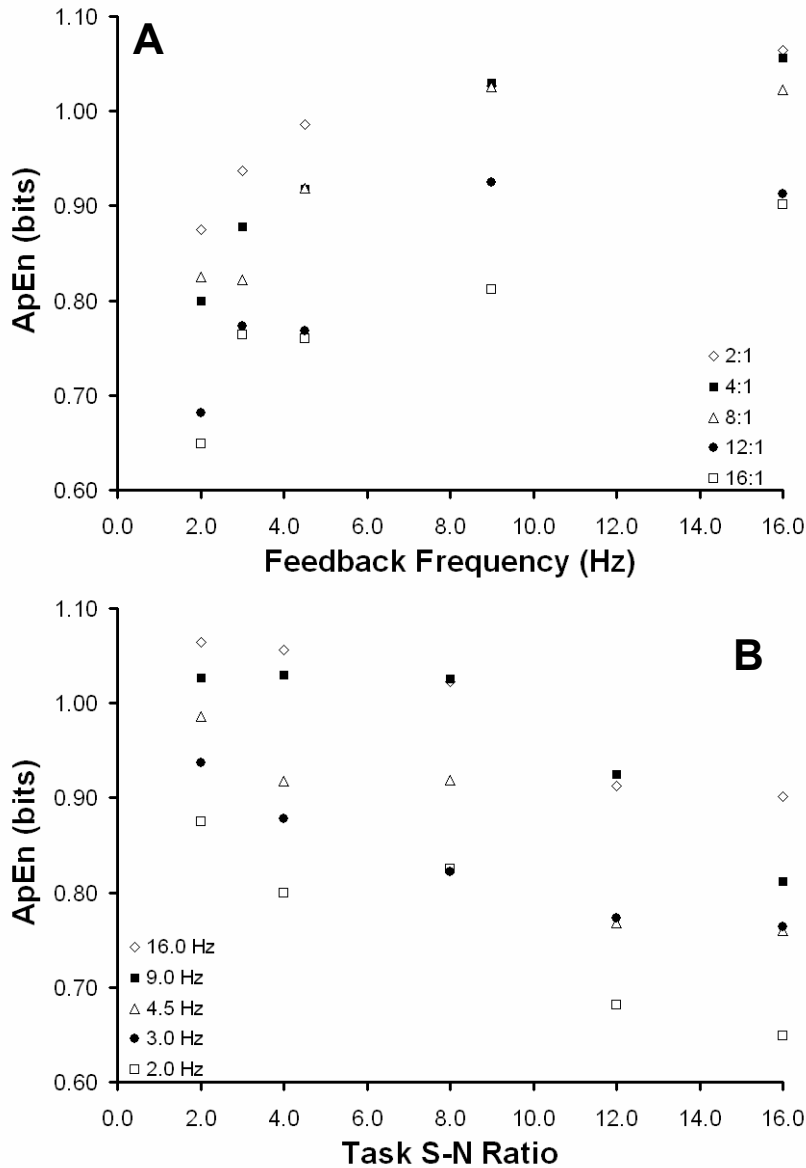 A
1.10
1.00
0.90
0.80
0.70
0.60
ApEn (bits)
2:1
4:1
8:1
12:1
16:1
0.0 2.0 4.0 6.0 8.0 10.0 12.0 14.0 16.0
Feedback Frequency (Hz)
B
1.10
1.00
0.90
0.80
0.70
0.60
ApEn (bits)
16.0 Hz
9.0 Hz
4.5 Hz
3.0 Hz
2.0 Hz
0.0 2.0 4.0 6.0 8.0 10.0 12.0 14.0 16.0
Task S-N Ratio